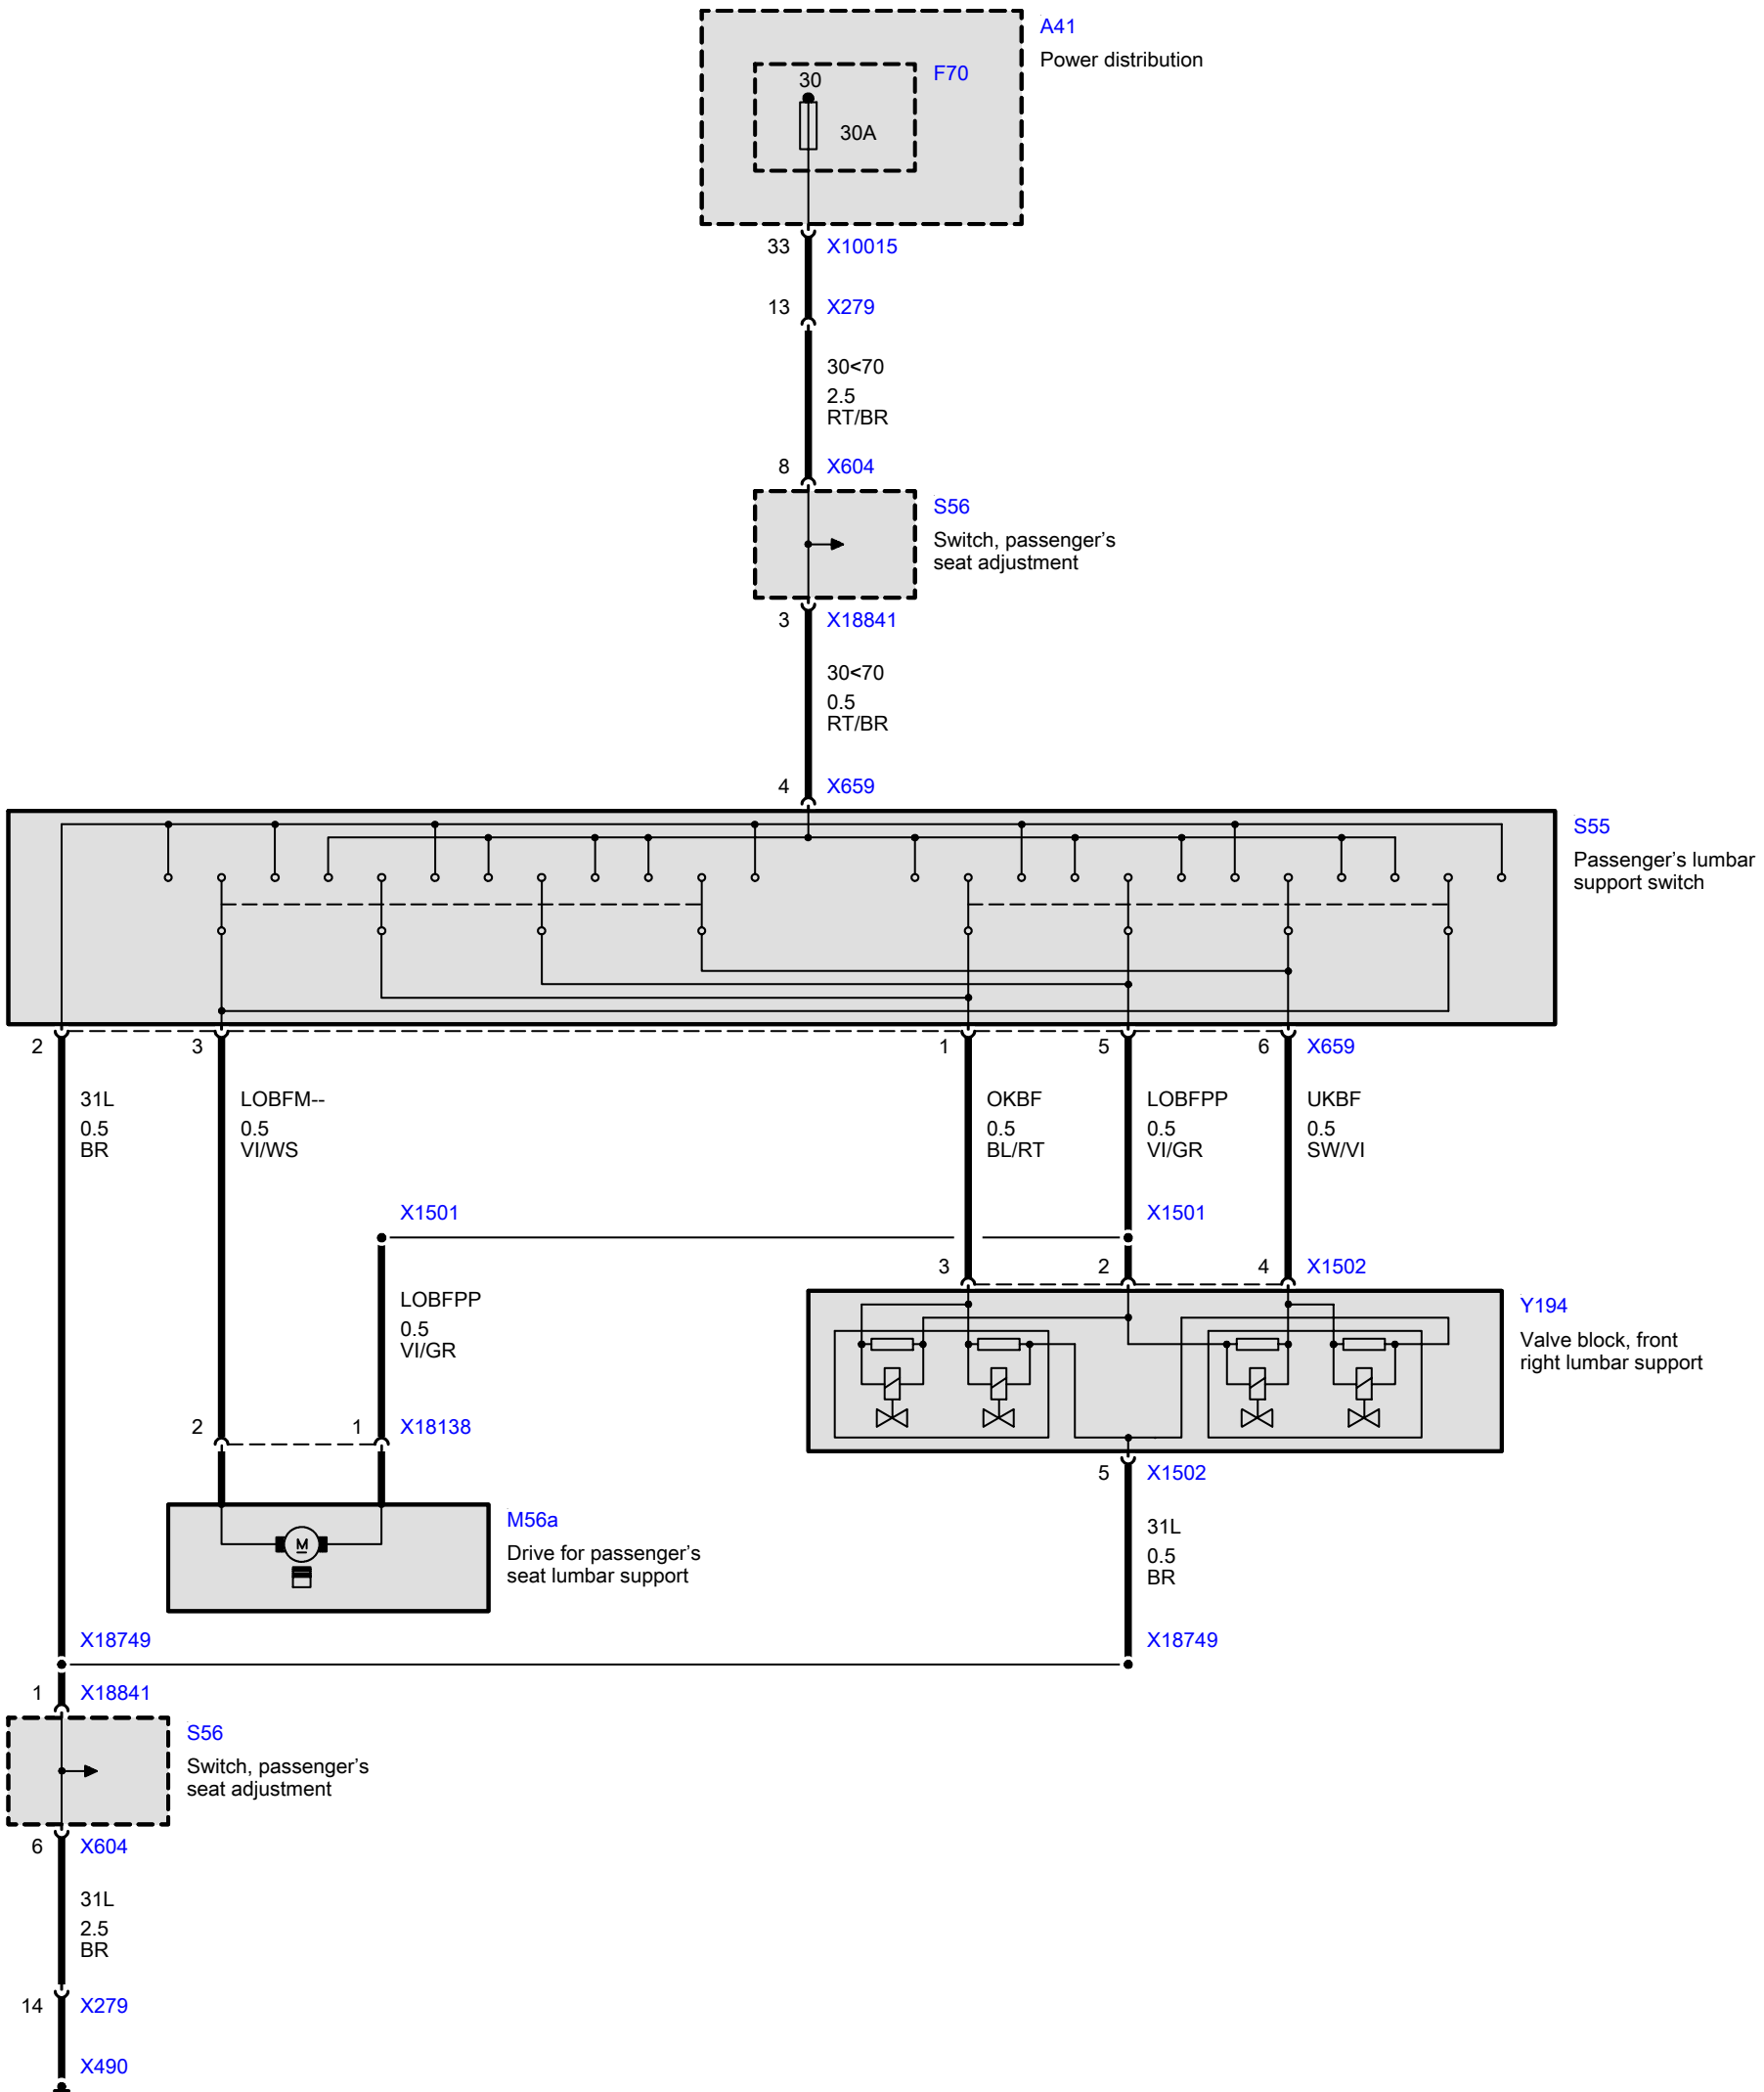 A41
Power distribution
F70
30
30A
33 X10015
13 X279
30<70
2.5
RT/BR
8 X604
S56
Switch, passenger's
seat adjustment
3 X18841
30<70
0.5
RT/BR
4 X659
S55
Passenger's lumbar
support switch
2 3 1 5 6 X659
31L
0.5
BR
LOBFM--
0.5
VI/WS
OKBF
0.5
BL/RT
LOBFPP
0.5
VI/GR
UKBF
0.5
SW/VI
X1501 X1501
3 2 4 X1502
LOBFPP
0.5
VI/GR
Y194
Valve block, front
right lumbar support
2 1 X18138
5 X1502
M
M56a
Drive for passenger's
seat lumbar support
31L
0.5
BR
X18749 X18749
1 X18841
S56
Switch, passenger's
seat adjustment
6 X604
31L
2.5
BR
14 X279
X490